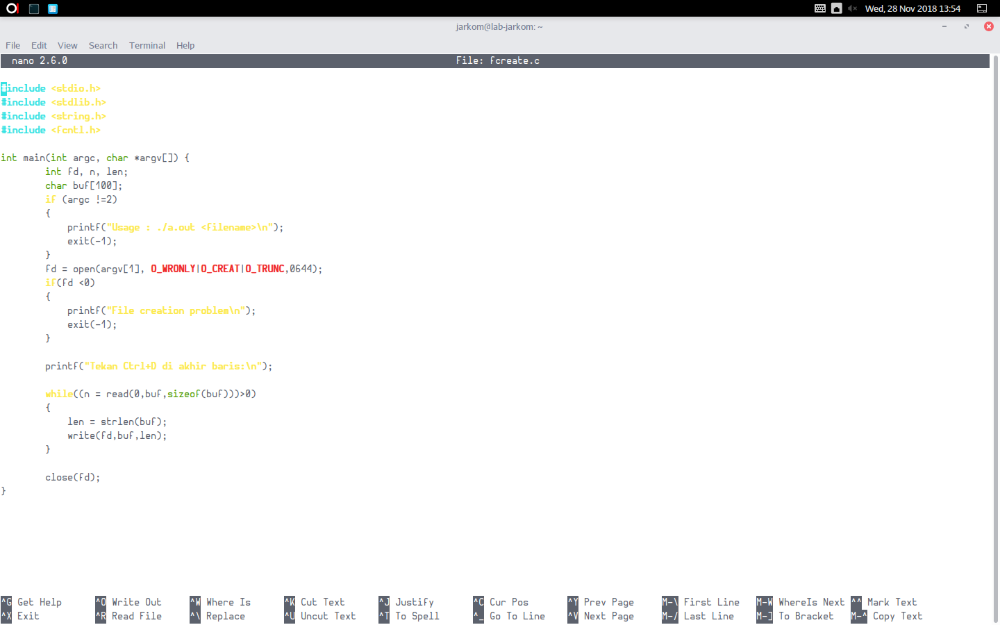 Wed, 28 Nov 2018 13:54
jarkom@lab-jarkom: ~
File Edit View Search Terminal Help
nano 2.6.0 File: fcreate.c
#include <stdio.h>
#include <stdlib.h>
#include <string.h>
#include <fcntl.h>
int main(int argc, char *argv[]) {
int fd, n, len;
char buf[100];
if (argc !=2)
{
printf("Usage : ./a.out <filename>\n");
exit(-1);
}
fd = open(argv[1], O_WRONLY|O_CREAT|O_TRUNC,0644);
if(fd <0)
{
printf("File creation problem\n");
exit(-1);
}
printf("Tekan Ctrl+D di akhir baris:\n");
while((n = read(0,buf,sizeof(buf)))>0)
{
len = strlen(buf);
write(fd,buf,len);
}
close(fd);
}
^G Get Help ^O Write Out ^W Where Is ^K Cut Text ^J Justify ^C Cur Pos ^Y Prev Page M-\ First Line M-W WhereIs Next ^^ Mark Text
^X Exit ^R Read File ^\ Replace ^U Uncut Text ^T To Spell ^_ Go To Line ^V Next Page M-/ Last Line M-] To Bracket M-^ Copy Text